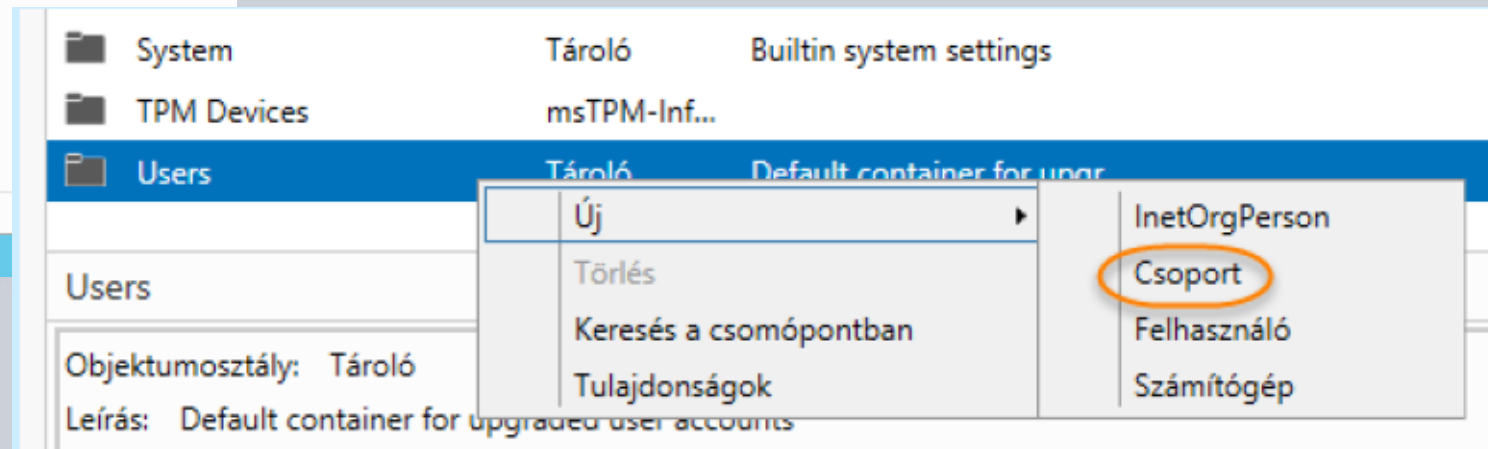 System Tároló Builtin system settings
TPM Devices msTPM-Inf...
Users Tároló Default container for upgr
Új InetOrgPerson
Törlés Csoport
Users
Keresés a csomópontban Felhasználó
Objektumosztály: Tároló
Tulajdonságok Számítógép
Leírás: Default container for upgraded user accounts